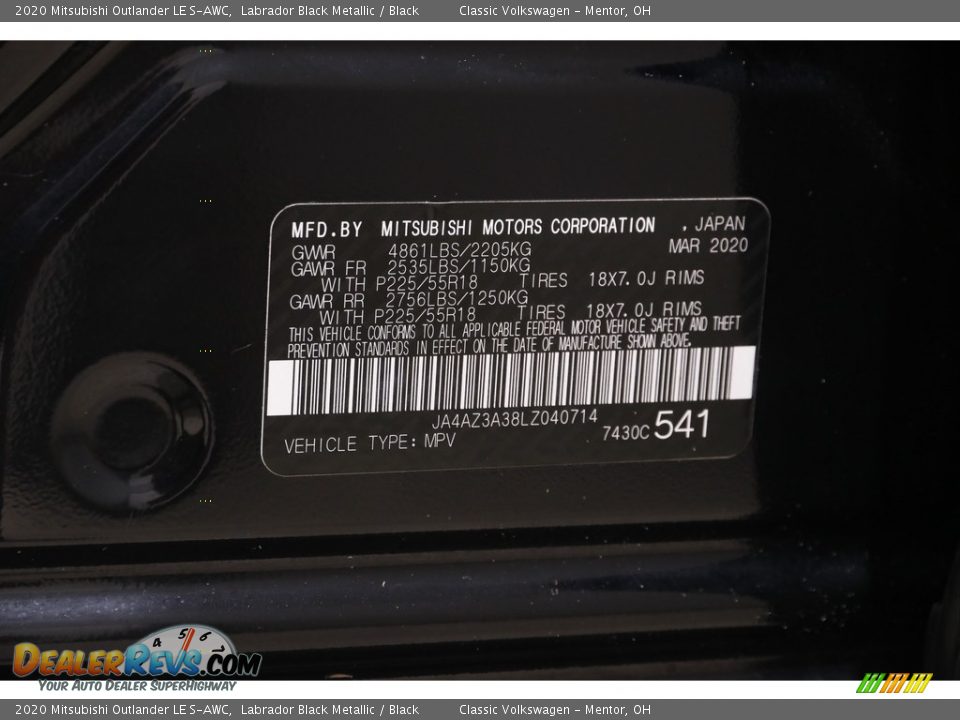 2020 Mitsubishi Outlander LE S-AWC, Labrador Black Metallic / Black Classic Volkswagen - Mentor, OH
MFD.BY MITSUBISHI MOTORS CORPORATION , JAPAN
GVWR 4861LBS/2205KG MAR 2020
GAWR FR 2535LBS/1150KG
WITH P225/55R18 TIRES 18X7.0J RIMS
GAWR RR 2756LBS/1250KG
WITH P225/55R18 TIRES 18X7.0J RIMS
THIS VEHICLE CONFORMS TO ALL APPLICABLE FEDERAL MOTOR VEHICLE SAFETY AND THEFT
PREVENTION STANDARDS IN EFFECT ON THE DATE OF MANUFACTURE SHOWN ABOVE.
JA4AZ3A38LZ040714
VEHICLE TYPE: MPV 7430C 541
4 5 6 7
DEALERREVS.COM
YOUR AUTO DEALER SUPERHIGHWAY
2020 Mitsubishi Outlander LE S-AWC, Labrador Black Metallic / Black Classic Volkswagen - Mentor, OH